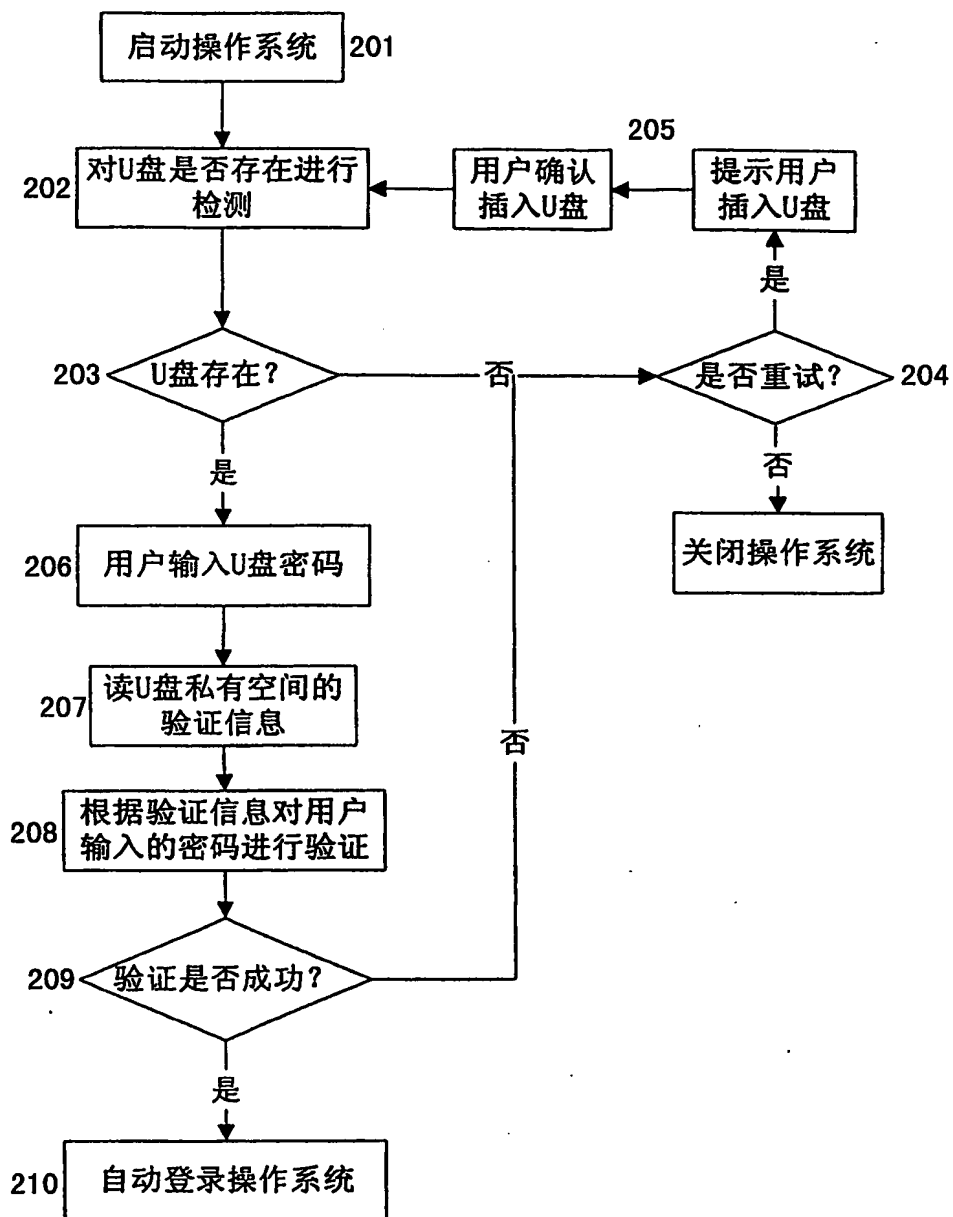 启动操作系统
201
202
对U盘是否存在进行
检测
205
用户确认
插入U盘
提示用户
插入U盘
是
203
U盘存在？
否
是否重试？
204
是
否
206
用户输入U盘密码
关闭操作系统
207
读U盘私有空间的
验证信息
否
208
根据验证信息对用户
输入的密码进行验证
209
验证是否成功？
是
210
自动登录操作系统